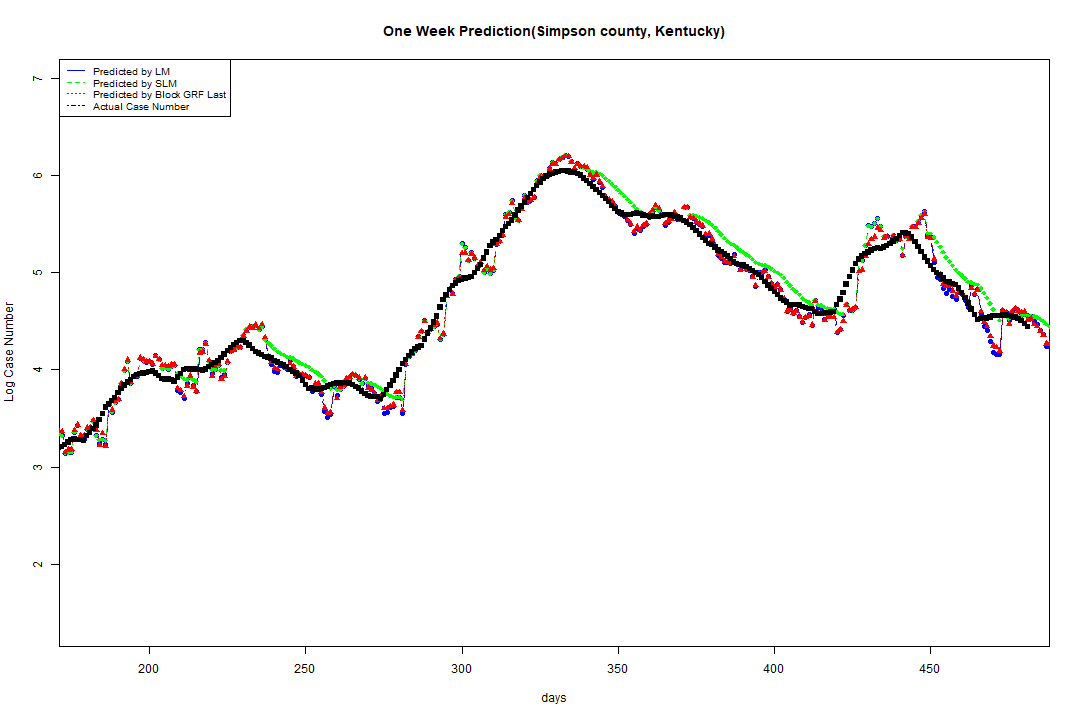 One Week Prediction(Simpson county, Kentucky)
Predicted by LM
Predicted by SLM
Predicted by Block GRF Last
Actual Case Number
7
6
5
4
3
2
Log Case Number
200 250 300 350 400 450
days